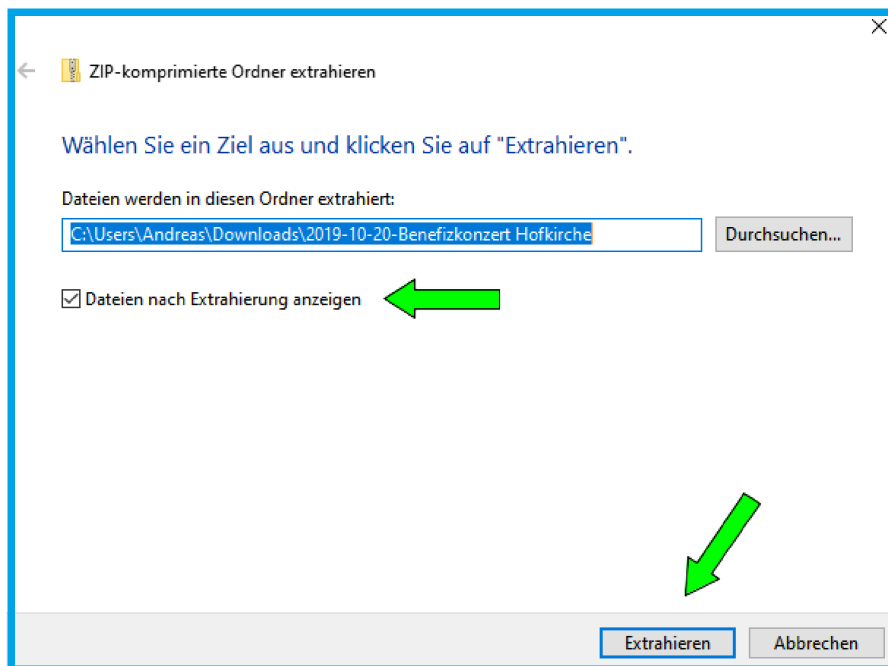 ZIP-komprimierte Ordner extrahieren
Wählen Sie ein Ziel aus und klicken Sie auf "Extrahieren".
Dateien werden in diesen Ordner extrahiert:
C:\Users\Andreas\Downloads\2019-10-20-Benefizkonzert Hofkirche
Durchsuchen...
Dateien nach Extrahierung anzeigen
Extrahieren
Abbrechen